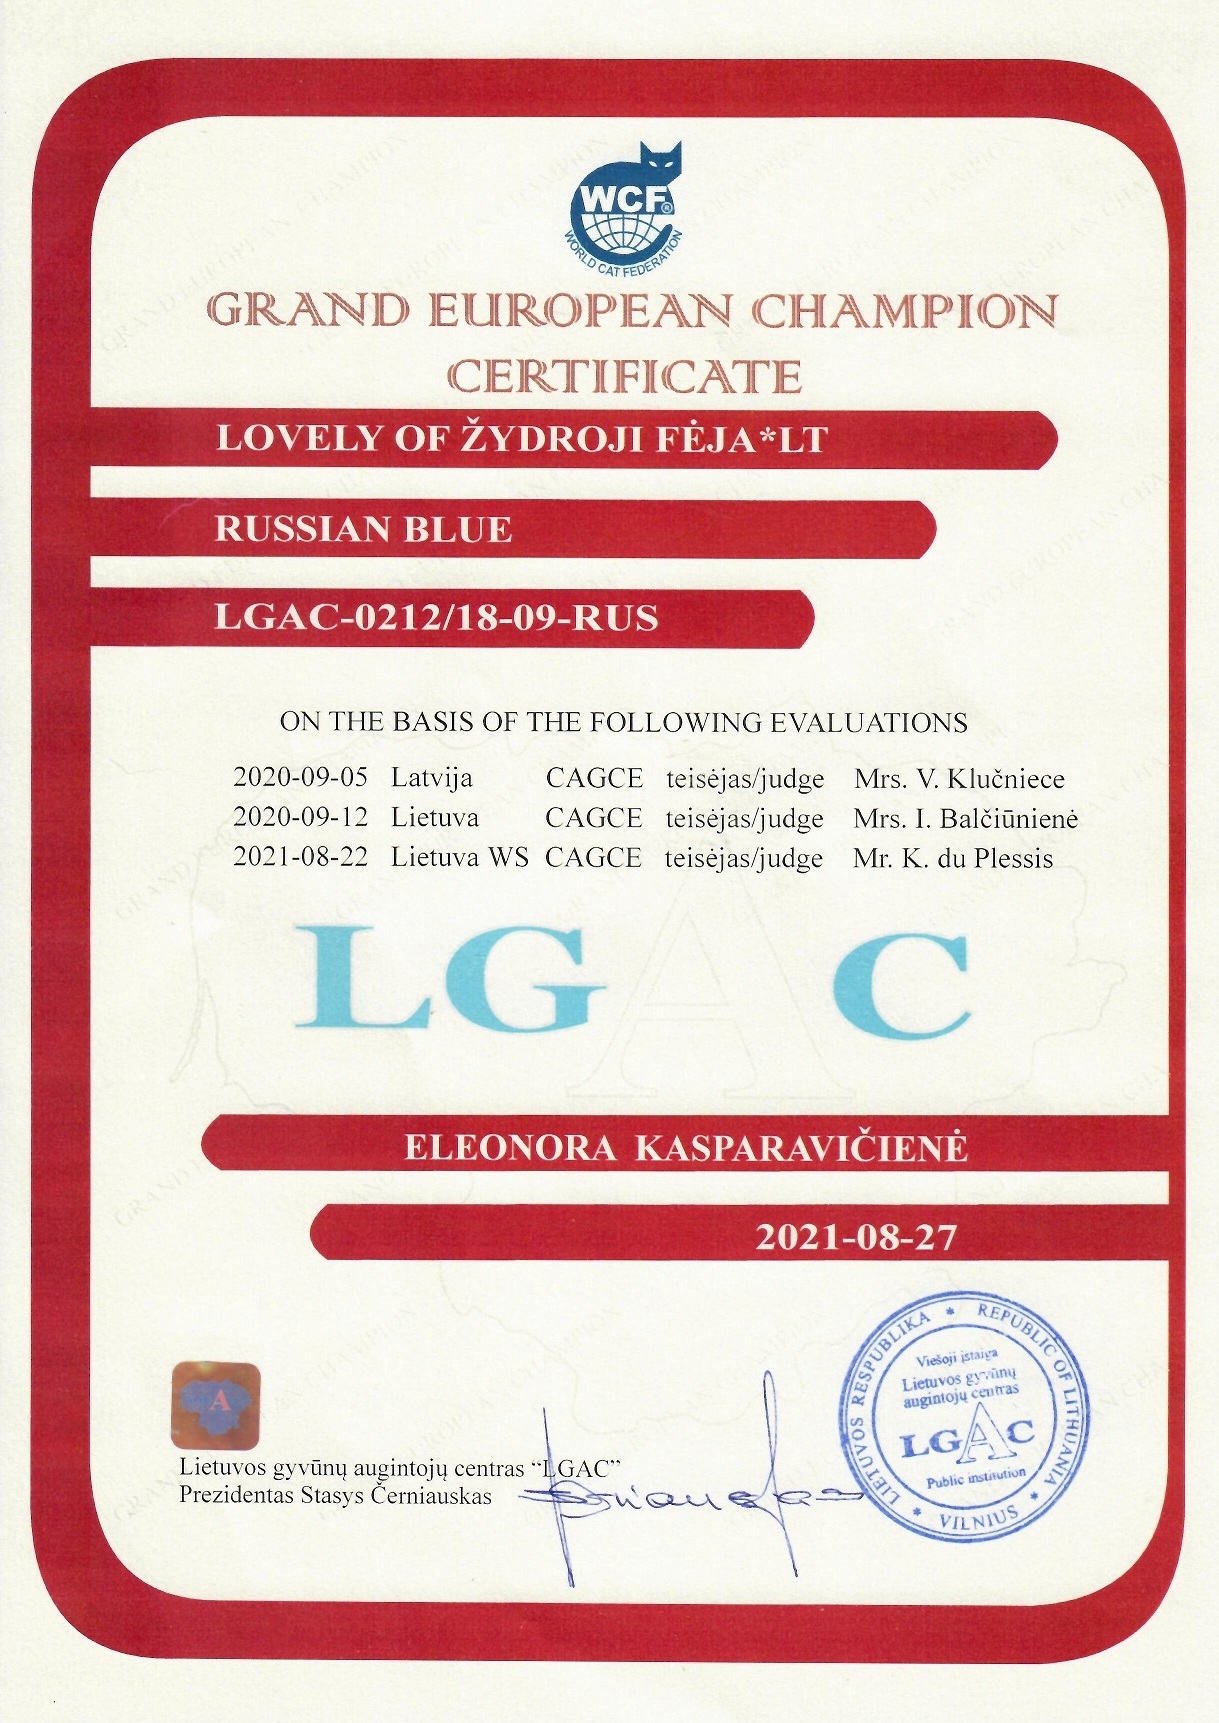 WCF®
WORLD CAT FEDERATION
GRAND EUROPEAN CHAMPION
CERTIFICATE
LOVELY OF ŽYDROJI FĖJA*LT
RUSSIAN BLUE
LGAC-0212/18-09-RUS
ON THE BASIS OF THE FOLLOWING EVALUATIONS
2020-09-05 Latvija CAGCE teisėjas/judge Mrs. V. Klučniece
2020-09-12 Lietuva CAGCE teisėjas/judge Mrs. I. Balčiūnienė
2021-08-22 Lietuva WS CAGCE teisėjas/judge Mr. K. du Plessis
LGAC
ELEONORA KASPARAVIČIENĖ
2021-08-27
LIETUVOS RESPUBLIKA * REPUBLIC OF LITHUANIA * VILNIUS *
Viešoji įstaiga
Lietuvos gyvūnų
augintojų centras
LGAC
Public institution
A
Lietuvos gyvūnų augintojų centras “LGAC”
Prezidentas Stasys Černiauskas